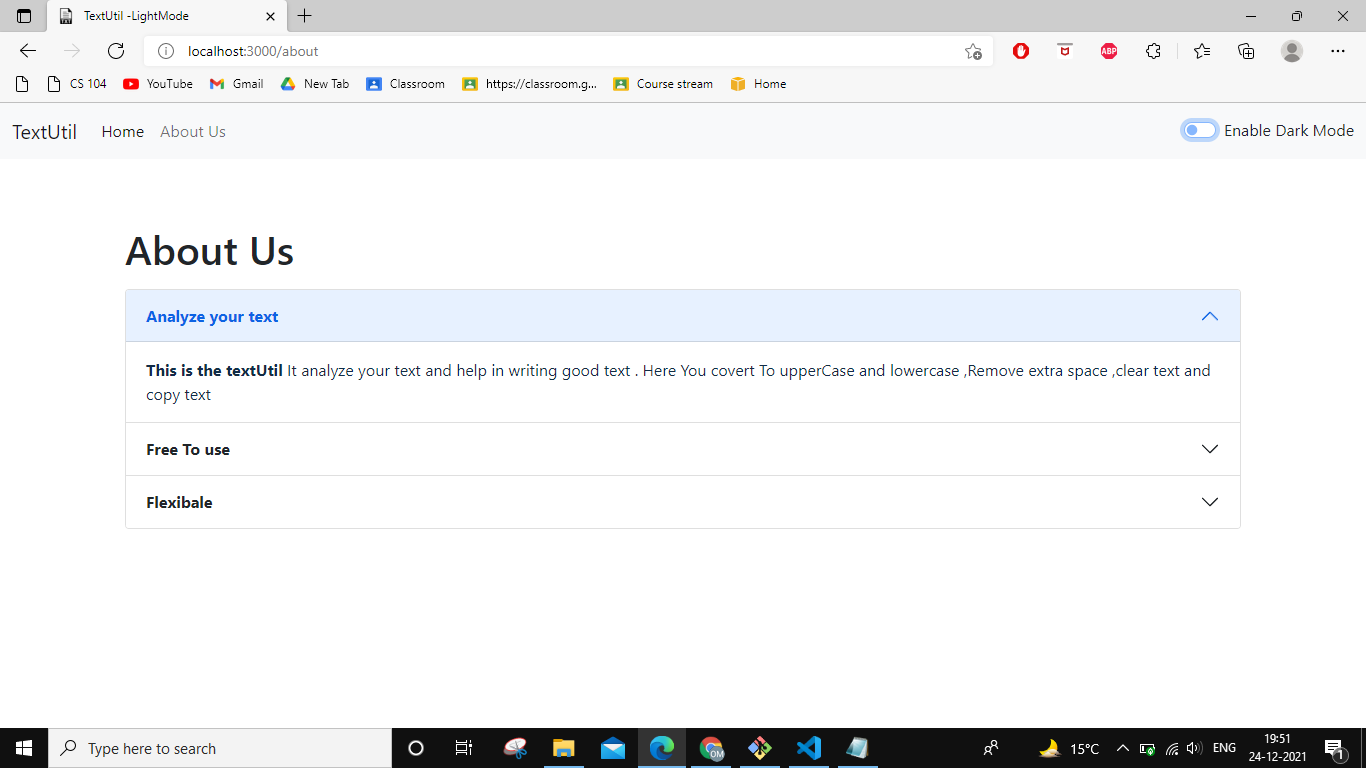 TextUtil -LightMode
localhost:3000/about
CS 104 YouTube Gmail New Tab Classroom https://classroom.g... Course stream Home
TextUtil Home About Us Enable Dark Mode
About Us
Analyze your text
This is the textUtil It analyze your text and help in writing good text . Here You covert To upperCase and lowercase ,Remove extra space ,clear text and
copy text
Free To use
Flexibale
Type here to search 15°C ENG 19:51
24-12-2021 1